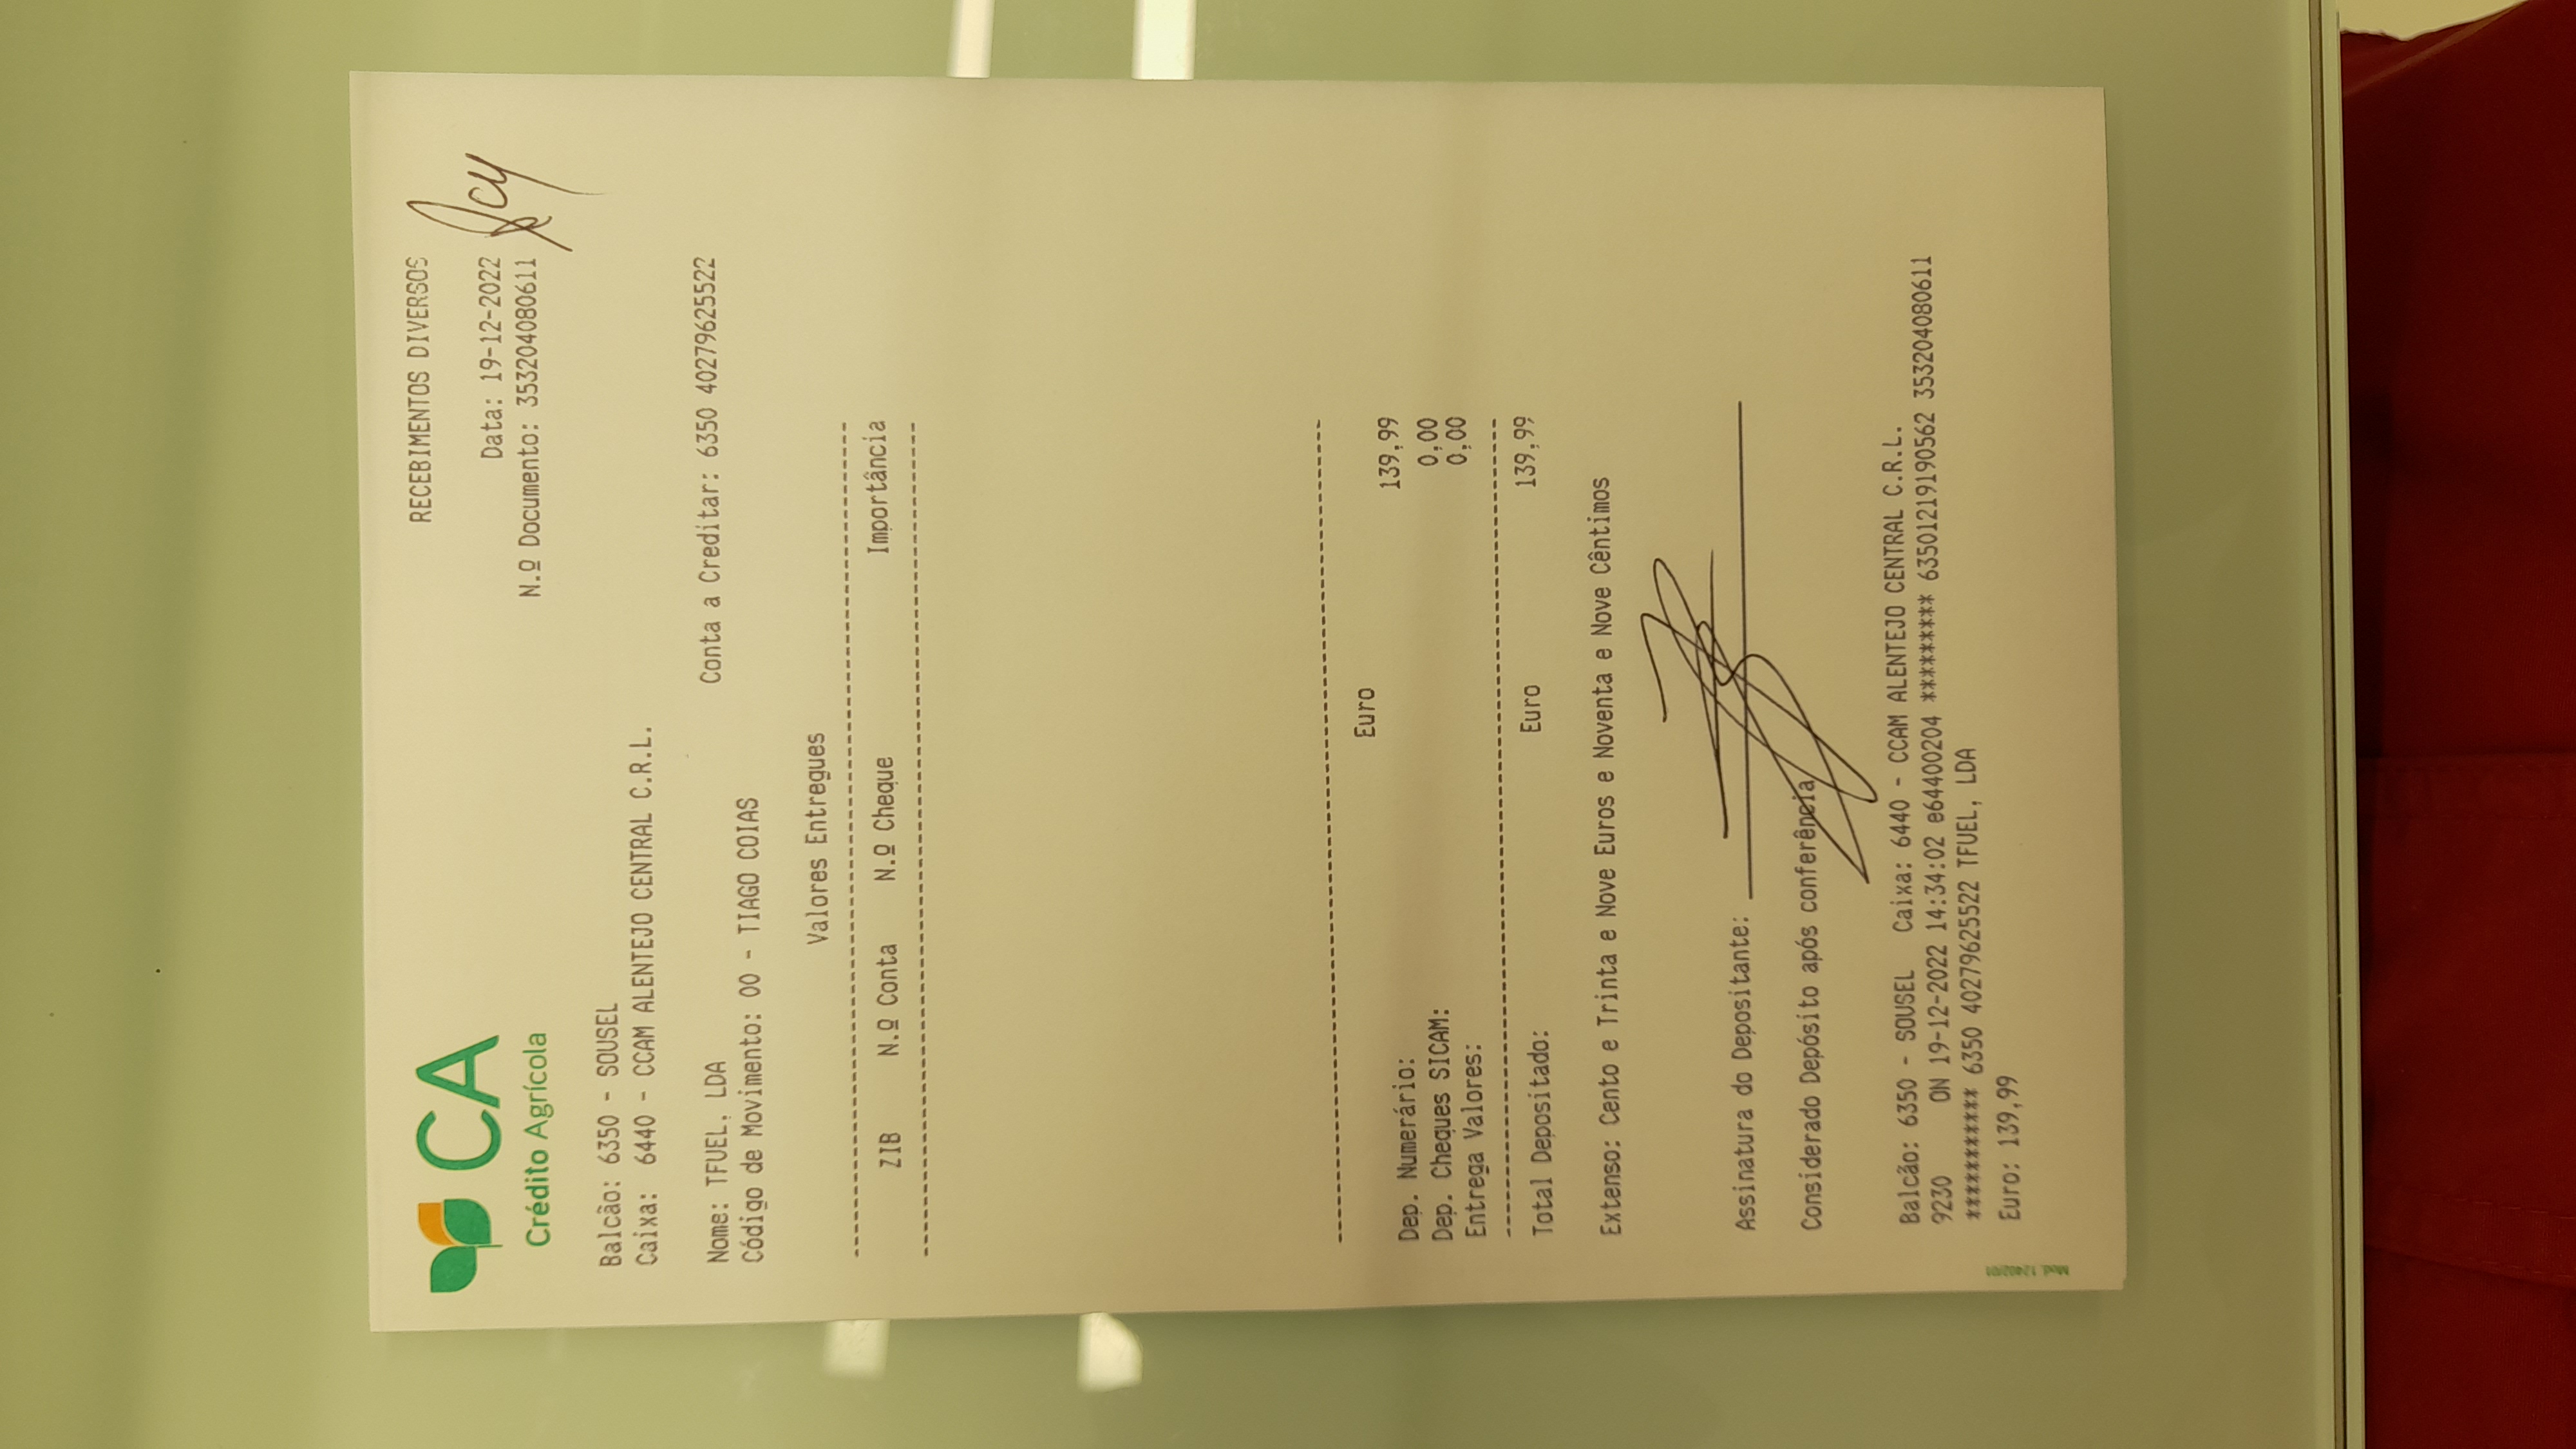 CA
Crédito Agrícola
RECEBIMENTOS DIVERSOS
Data: 19-12-2022
N.º Documento: 35320408061​1
Balcão: 6350 - SOUSEL
Caixa: 6440 - CCAM ALENTEJO CENTRAL C.R.L.
Nome: TFUEL, LDA Conta a Creditar: 6350 40279625522
Código de Movimento: 00 - TIAGO COIAS
Valores Entregues
ZIB N.º Conta N.º Cheque Importância
Euro
Dep. Numerário: 139,99
Dep. Cheques SICAM: 0,00
Entrega Valores: 0,00
Total Depositado: Euro 139,99
Extenso: Cento e Trinta e Nove Euros e Noventa e Nove Cêntimos
Assinatura do Depositante:
Considerado Depósito após conferência
Balcão: 6350 - SOUSEL Caixa: 6440 - CCAM ALENTEJO CENTRAL C.R.L.
9230 ON 19-12-2022 14:34:02 e64400204 ******** 6350121919056​2 353204080611
*********** 6350 40279625522 TFUEL, LDA
Euro: 139,99